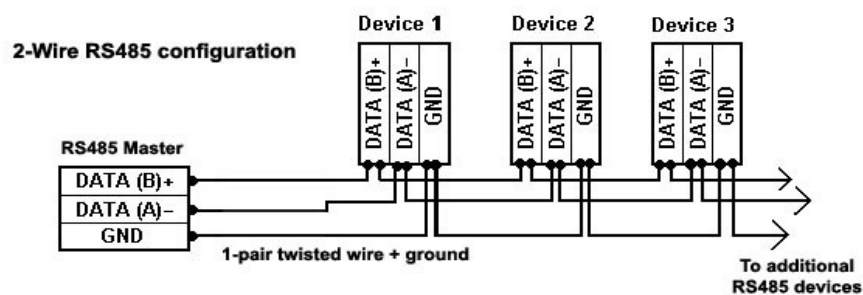 Device 1
Device 2
Device 3
2-Wire RS485 configuration
DATA (B)+
DATA (A)-
GND
DATA (B)+
DATA (A)-
GND
DATA (B)+
DATA (A)-
GND
RS485 Master
DATA (B)+
DATA (A)-
GND
1-pair twisted wire + ground
To additional
RS485 devices